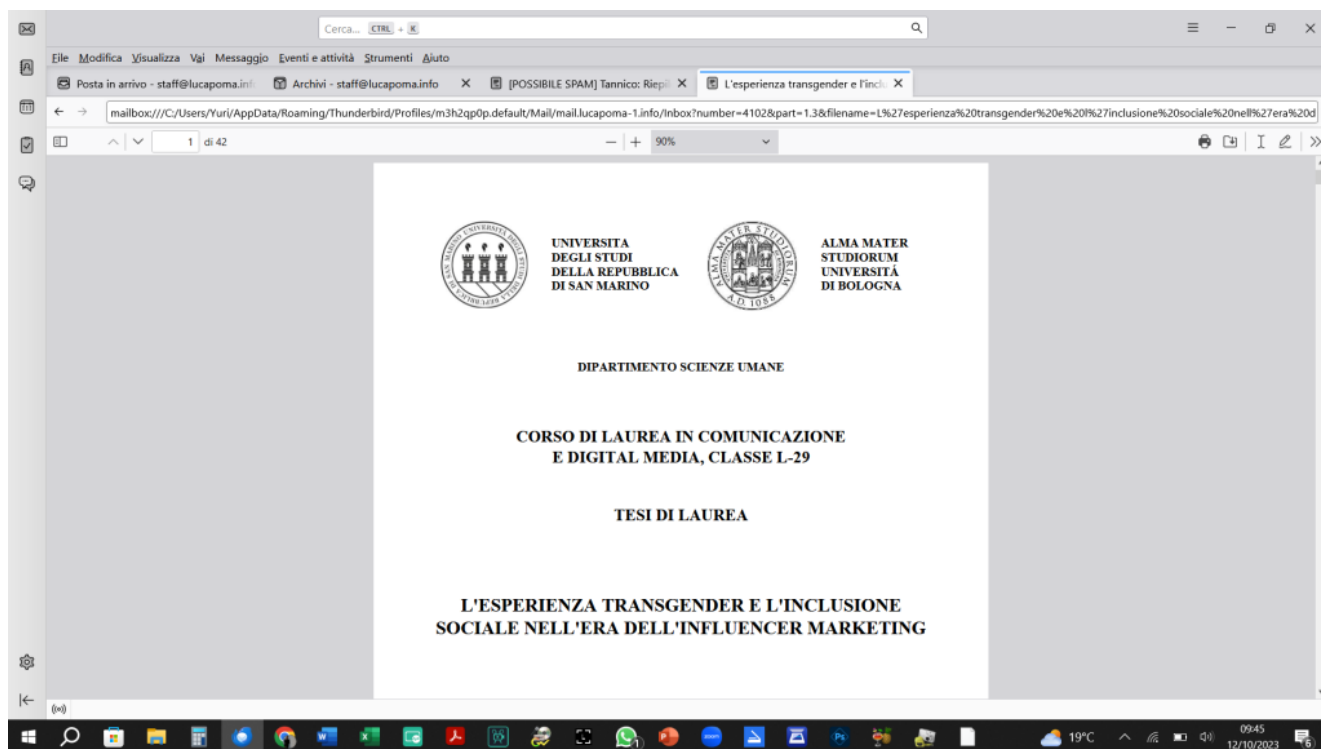 Cerca... CTRL + K
File Modifica Visualizza Vai Messaggio Eventi e attività Strumenti Aiuto
Posta in arrivo - staff@lucapoma.info
Archivi - staff@lucapoma.info
[POSSIBILE SPAM] Tannico: Riepil
L'esperienza transgender e l'inclu
mailbox:///C:/Users/Yuri/AppData/Roaming/Thunderbird/Profiles/m3h2qp0p.default/Mail/mail.lucapoma-1.info/Inbox?number=4102&part=1.3&filename=L%27esperienza%20transgender%20e%20l%27inclusione%20sociale%20nell%27era%20d
1 di 42
90%
UNIVERSITA
DEGLI STUDI
DELLA REPUBBLICA
DI SAN MARINO
ALMA MATER
STUDIORUM
UNIVERSITÁ
DI BOLOGNA
ALMA MATER STUDIORUM
A.D. 1088
DIPARTIMENTO SCIENZE UMANE
CORSO DI LAUREA IN COMUNICAZIONE
E DIGITAL MEDIA, CLASSE L-29
TESI DI LAUREA
L'ESPERIENZA TRANSGENDER E L'INCLUSIONE
SOCIALE NELL'ERA DELL'INFLUENCER MARKETING
19°C
09:45
12/10/2023